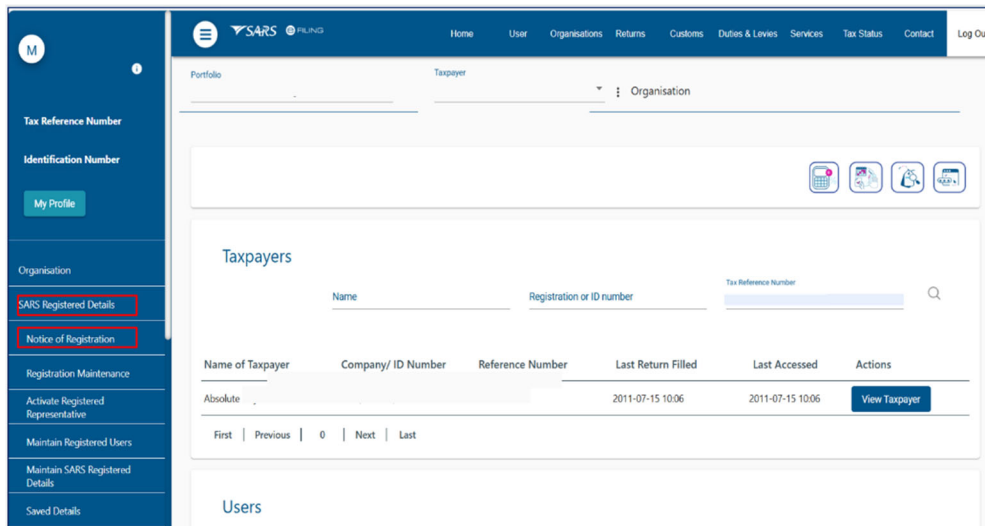 M
i
Tax Reference Number
Identification Number
My Profile
Organisation
SARS Registered Details
Notice of Registration
Registration Maintenance
Activate Registered
Representative
Maintain Registered Users
Maintain SARS Registered
Details
Saved Details
SARS eFILING
Home User Organisations Returns Customs Duties & Levies Services Tax Status Contact Log Ou
Portfolio Taxpayer
Organisation
Taxpayers
Name Registration or ID number Tax Reference Number
Name of Taxpayer Company/ ID Number Reference Number Last Return Filled Last Accessed Actions
Absolute 2011-07-15 10:06 2011-07-15 10:06 View Taxpayer
First | Previous | 0 | Next | Last
Users